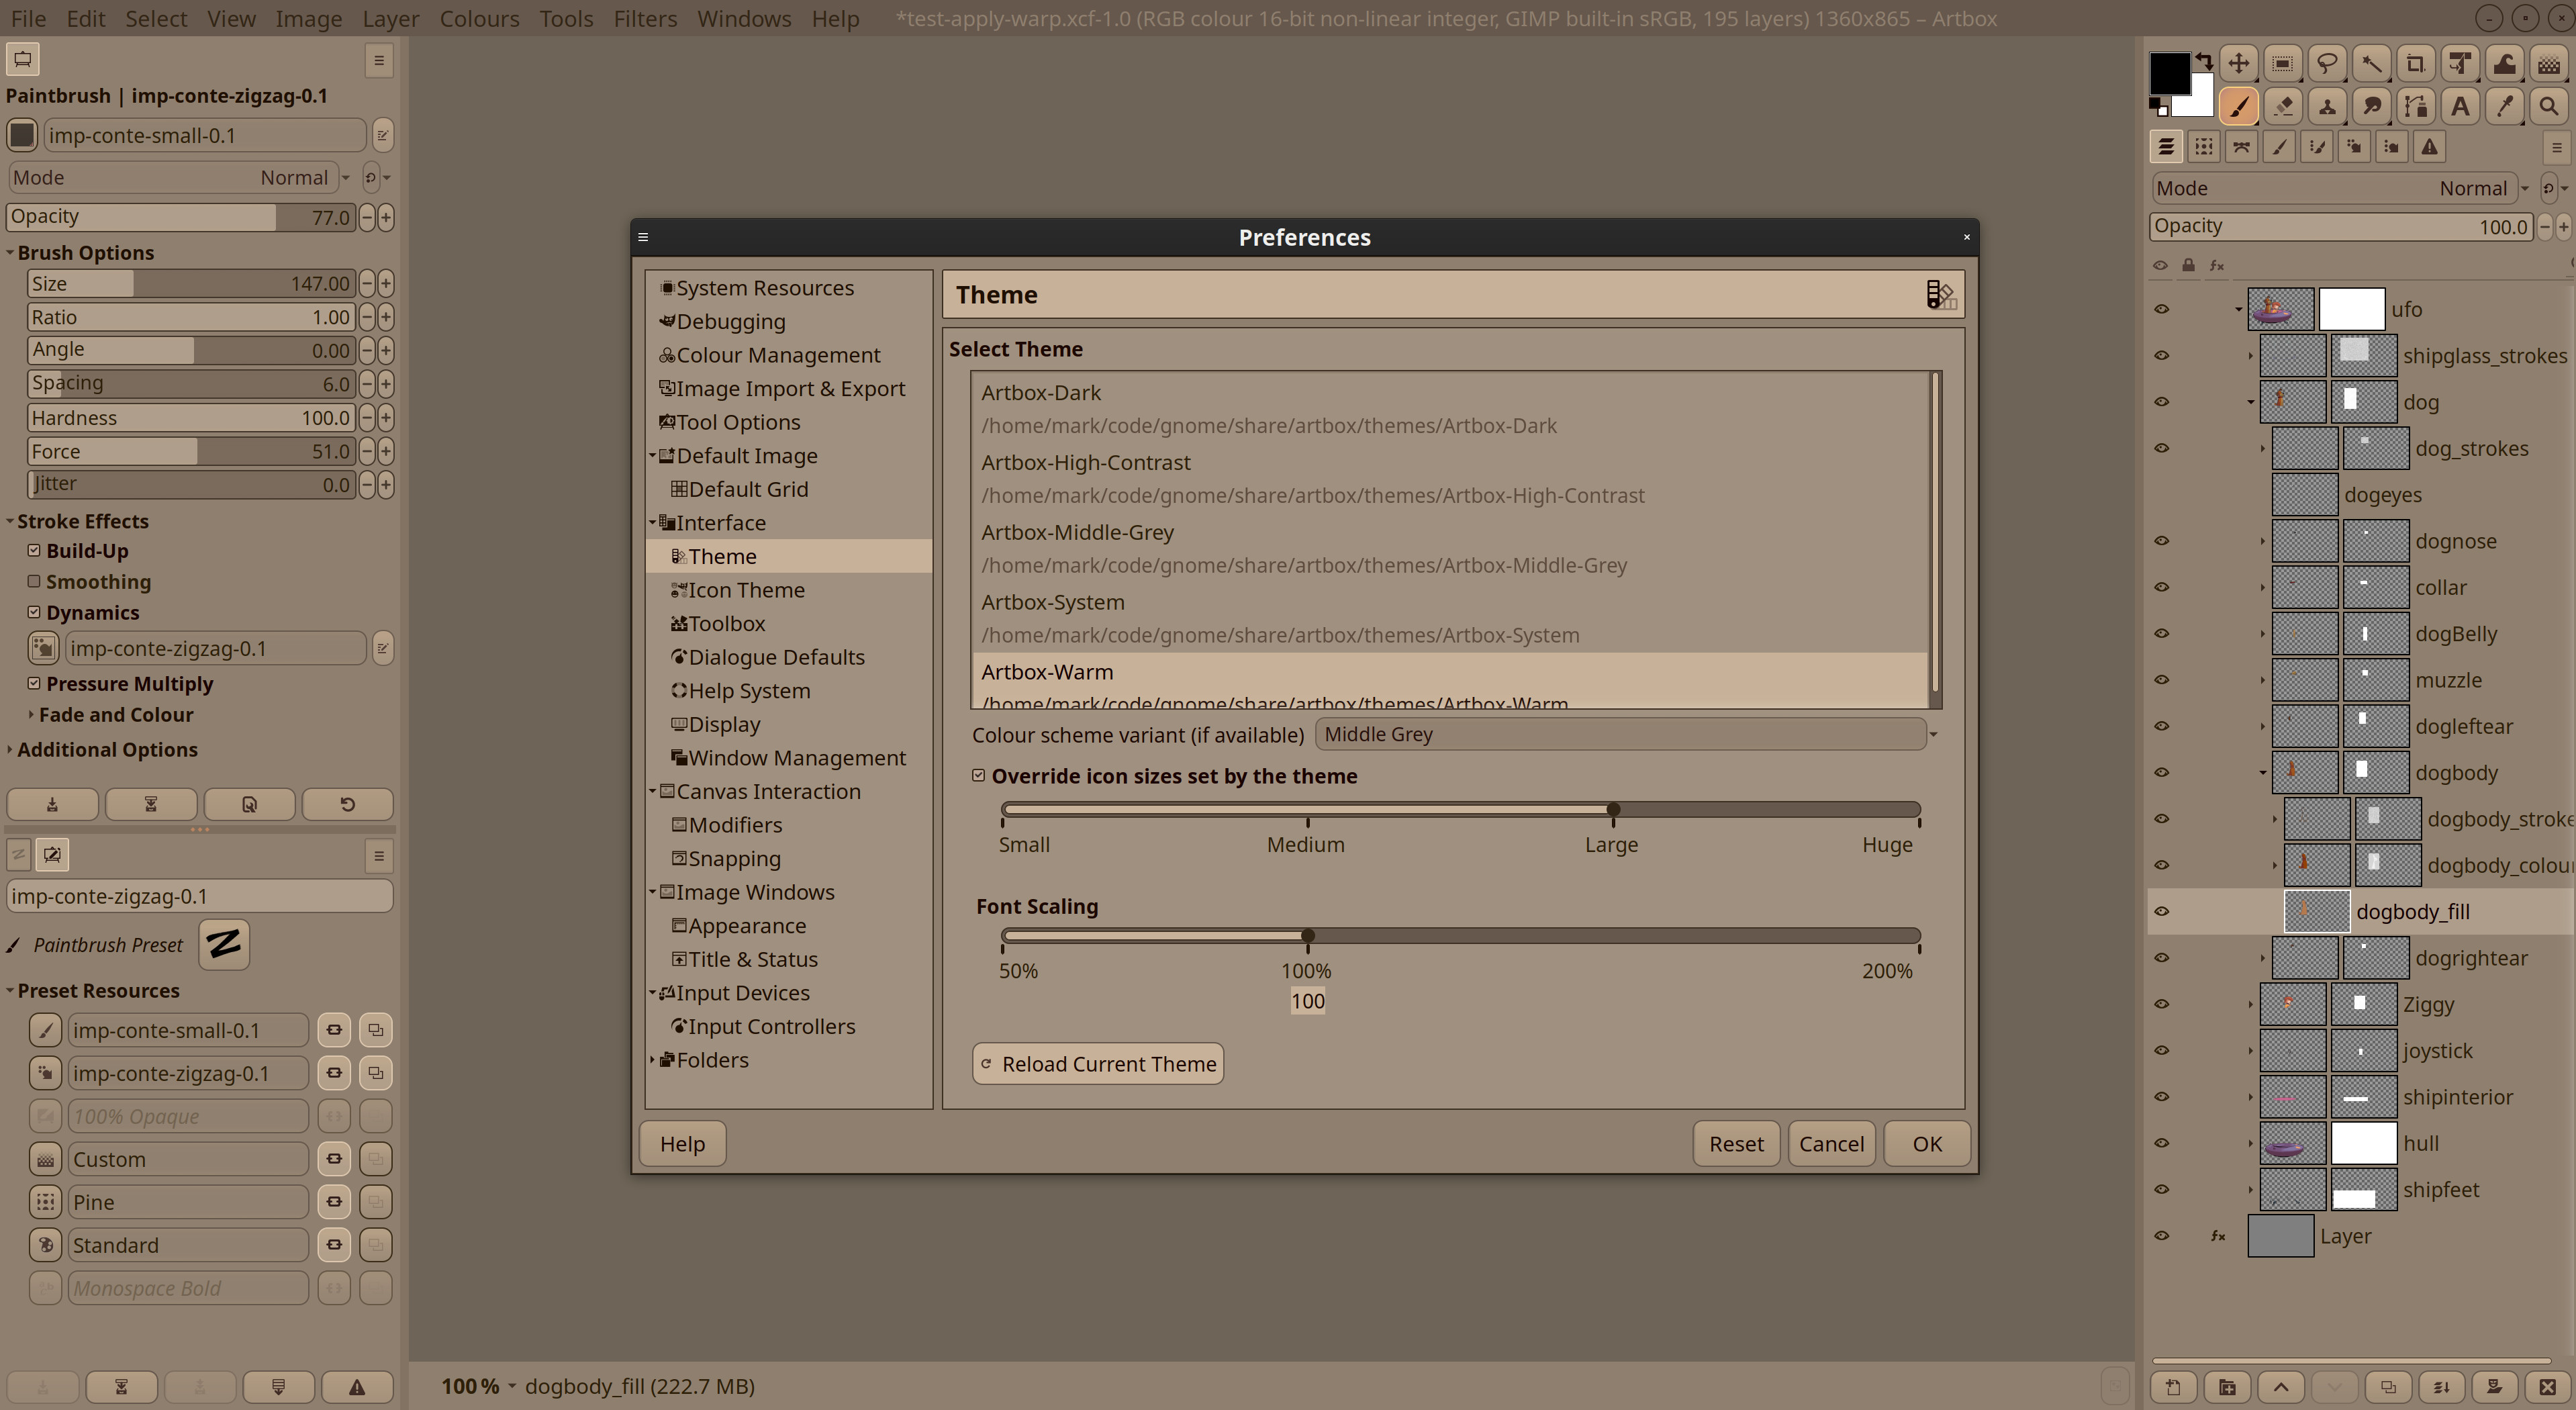 File Edit Select View Image Layer Colours Tools Filters Windows Help *test-apply-warp.xcf-1.0 (RGB colour 16-bit non-linear integer, GIMP built-in sRGB, 195 layers) 1360x865 – Artbox
Paintbrush | imp-conte-zigzag-0.1
imp-conte-small-0.1
Mode Normal
Opacity 77.0
Brush Options
Size 147.00
Ratio 1.00
Angle 0.00
Spacing 6.0
Hardness 100.0
Force 51.0
Jitter 0.0
Stroke Effects
Build-Up
Smoothing
Dynamics
imp-conte-zigzag-0.1
Pressure Multiply
Fade and Colour
Additional Options
imp-conte-zigzag-0.1
Paintbrush Preset
Preset Resources
imp-conte-small-0.1
imp-conte-zigzag-0.1
100% Opaque
Custom
Pine
Standard
Monospace Bold
Preferences
System Resources
Debugging
Colour Management
Image Import & Export
Tool Options
Default Image
Default Grid
Interface
Theme
Icon Theme
Toolbox
Dialogue Defaults
Help System
Display
Window Management
Canvas Interaction
Modifiers
Snapping
Image Windows
Appearance
Title & Status
Input Devices
Input Controllers
Folders
Theme
Select Theme
Artbox-Dark
/home/mark/code/gnome/share/artbox/themes/Artbox-Dark
Artbox-High-Contrast
/home/mark/code/gnome/share/artbox/themes/Artbox-High-Contrast
Artbox-Middle-Grey
/home/mark/code/gnome/share/artbox/themes/Artbox-Middle-Grey
Artbox-System
/home/mark/code/gnome/share/artbox/themes/Artbox-System
Artbox-Warm
/home/mark/code/gnome/share/artbox/themes/Artbox-Warm
Colour scheme variant (if available) Middle Grey
Override icon sizes set by the theme
Small Medium Large Huge
Font Scaling
50% 100% 200%
100
Reload Current Theme
Help Reset Cancel OK
100 % dogbody_fill (222.7 MB)
Mode Normal
Opacity 100.0
fx
ufo
shipglass_strokes
dog
dog_strokes
dogeyes
dognose
collar
dogBelly
muzzle
dogleftear
dogbody
dogbody_stroke
dogbody_colou
dogbody_fill
dogrightear
Ziggy
joystick
shipinterior
hull
shipfeet
fx Layer